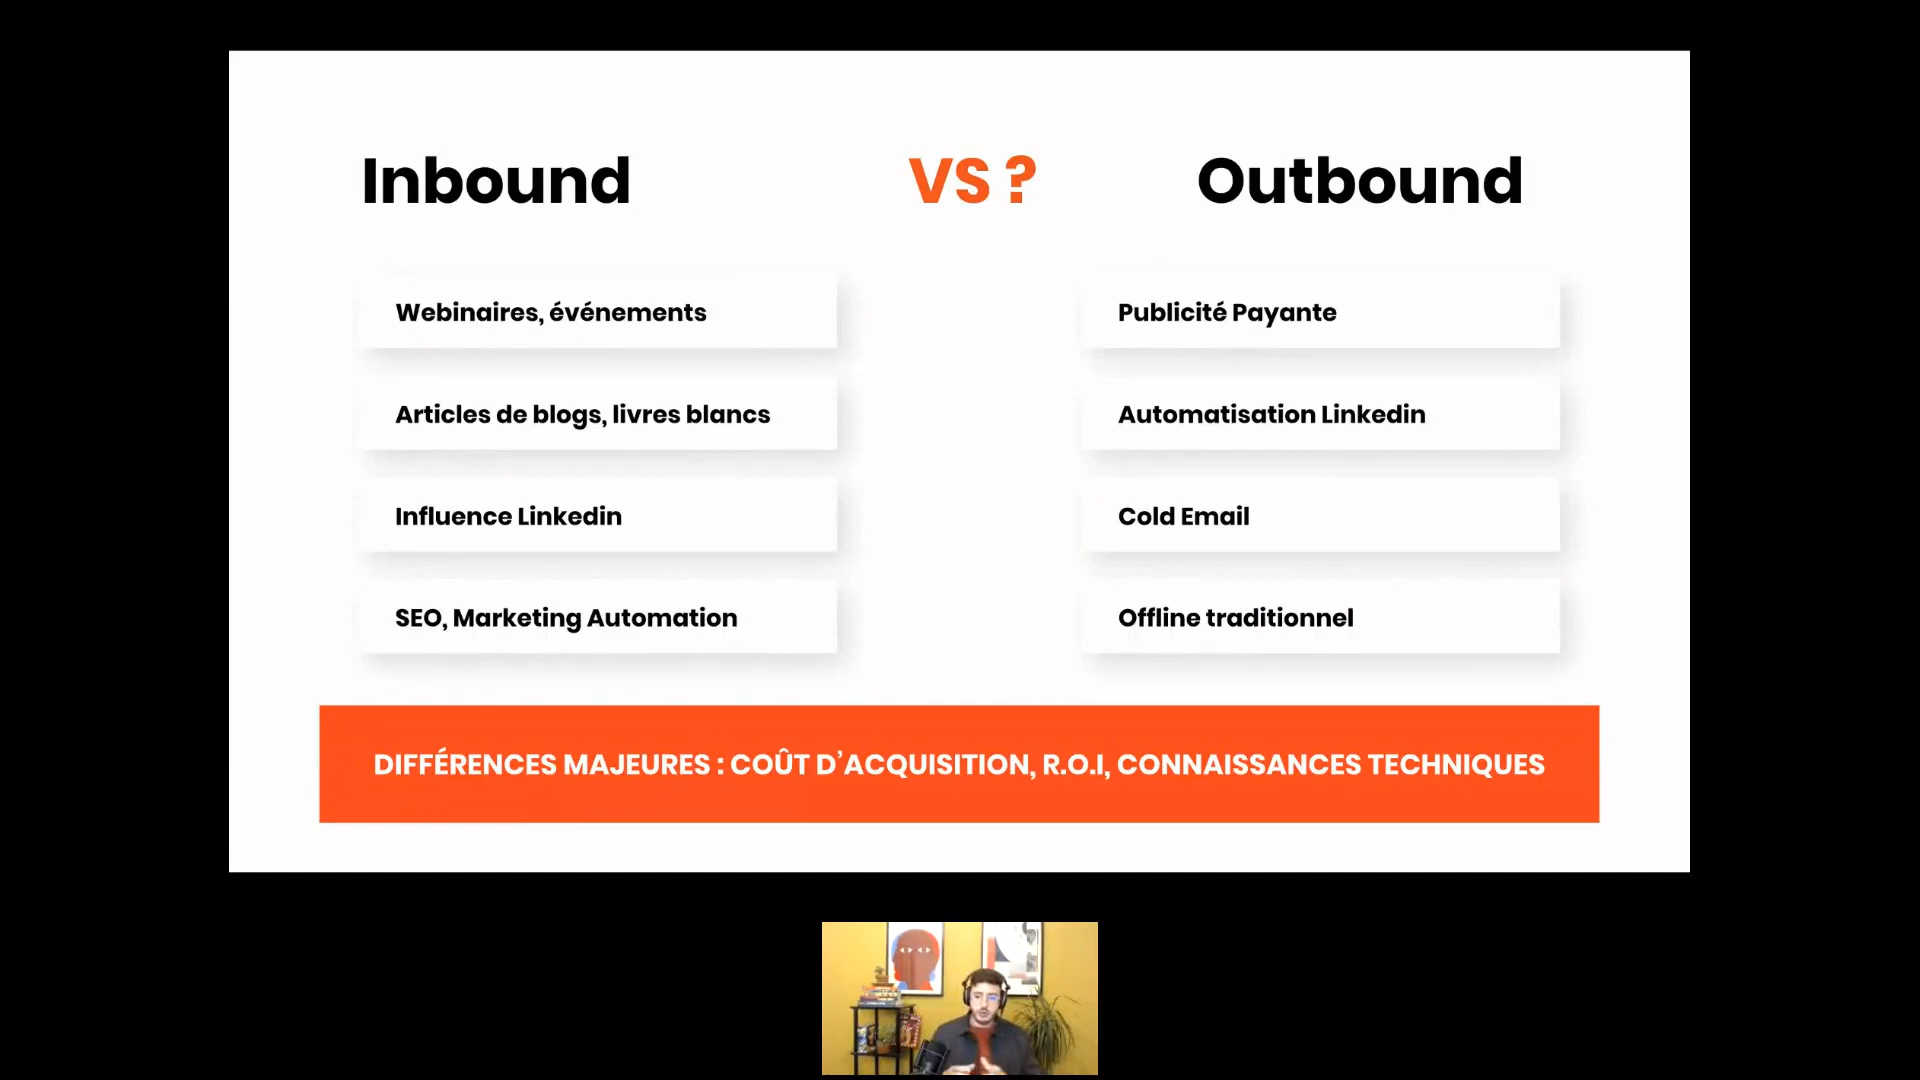 Inbound
VS ?
Outbound
Webinaires, événements
Publicité Payante
Articles de blogs, livres blancs
Automatisation Linkedin
Influence Linkedin
Cold Email
SEO, Marketing Automation
Offline traditionnel
DIFFÉRENCES MAJEURES : COÛT D’ACQUISITION, R.O.I, CONNAISSANCES TECHNIQUES